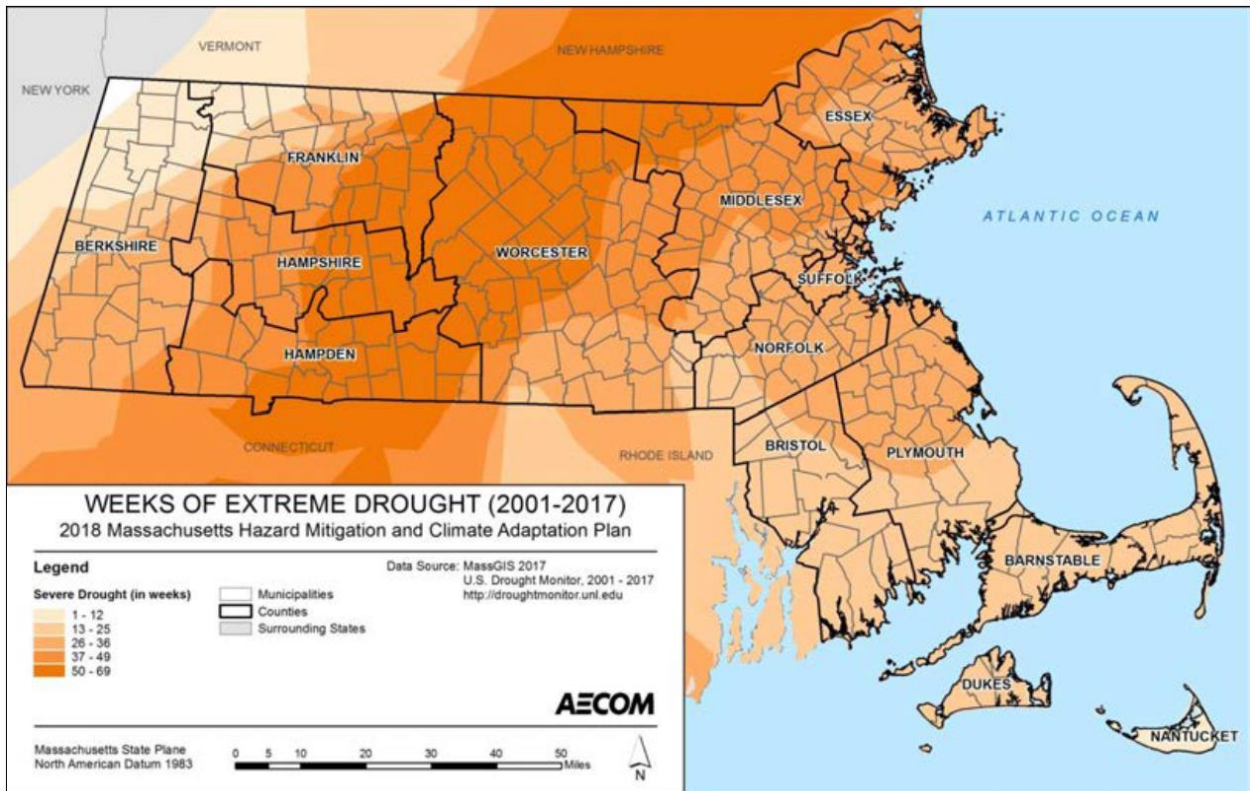 VERMONT
NEW HAMPSHIRE
NEW YORK
ESSEX
FRANKLIN
MIDDLESEX
ATLANTIC OCEAN
BERKSHIRE
HAMPSHIRE
WORCESTER
SUFFOLK
HAMPDEN
NORFOLK
CONNECTICUT
RHODE ISLAND
BRISTOL
PLYMOUTH
BARNSTABLE
DUKES
NANTUCKET
WEEKS OF EXTREME DROUGHT (2001-2017)
2018 Massachusetts Hazard Mitigation and Climate Adaptation Plan
Legend
Severe Drought (in weeks)
1 - 12
13 - 25
26 - 36
37 - 49
50 - 69
Municipalities
Counties
Surrounding States
Data Source: MassGIS 2017
U.S. Drought Monitor, 2001 - 2017
http://droughtmonitor.unl.edu
AECOM
Massachusetts State Plane
North American Datum 1983
0 5 10 20 30 40 50
Miles
N